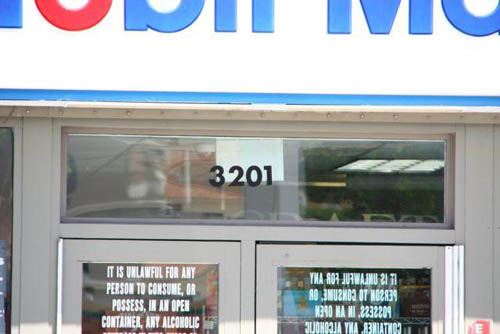 Mobil Ma
3201
IT IS UNLAWFUL FOR ANY
PERSON TO CONSUME, OR
POSSESS, IN AN OPEN
CONTAINER, ANY ALCOHOLIC
IT IS UNLAWFUL FOR ANY
PERSON TO CONSUME, OR
POSSESS, IN AN OPEN
CONTAINER, ANY ALCOHOLIC